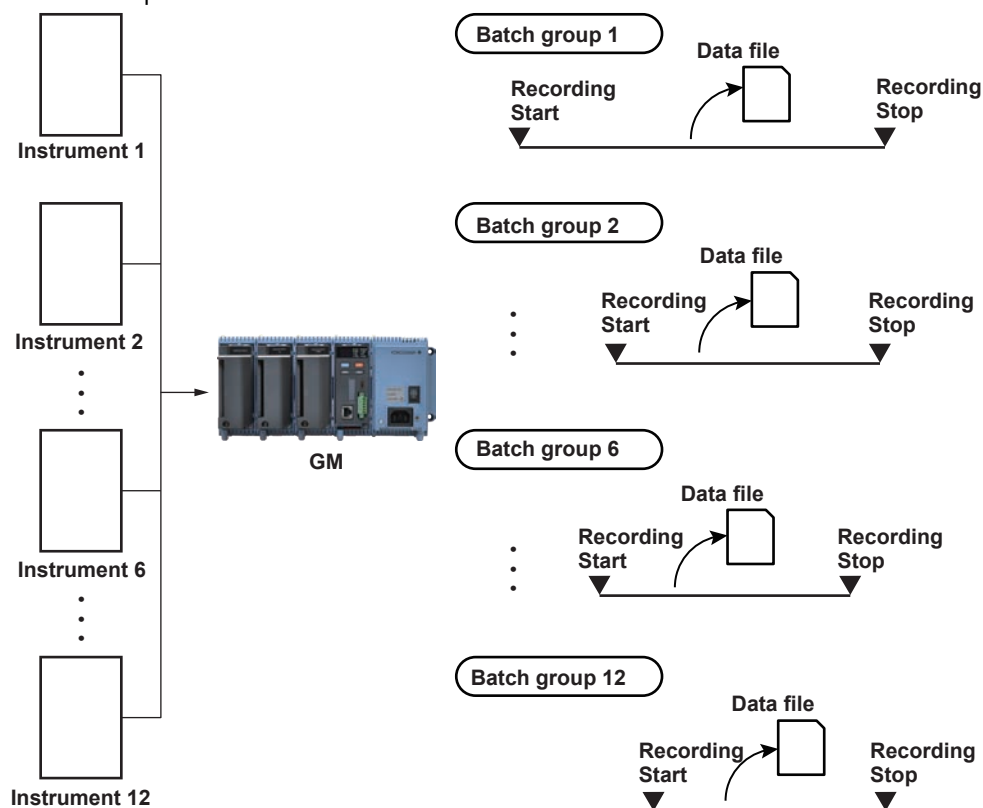 Instrument 1
Instrument 2
Instrument 6
Instrument 12
GM
Batch group 1
Data file
Recording
Start
Recording
Stop
Batch group 2
Data file
Recording
Start
Recording
Stop
Batch group 6
Data file
Recording
Start
Recording
Stop
Batch group 12
Data file
Recording
Start
Recording
Stop